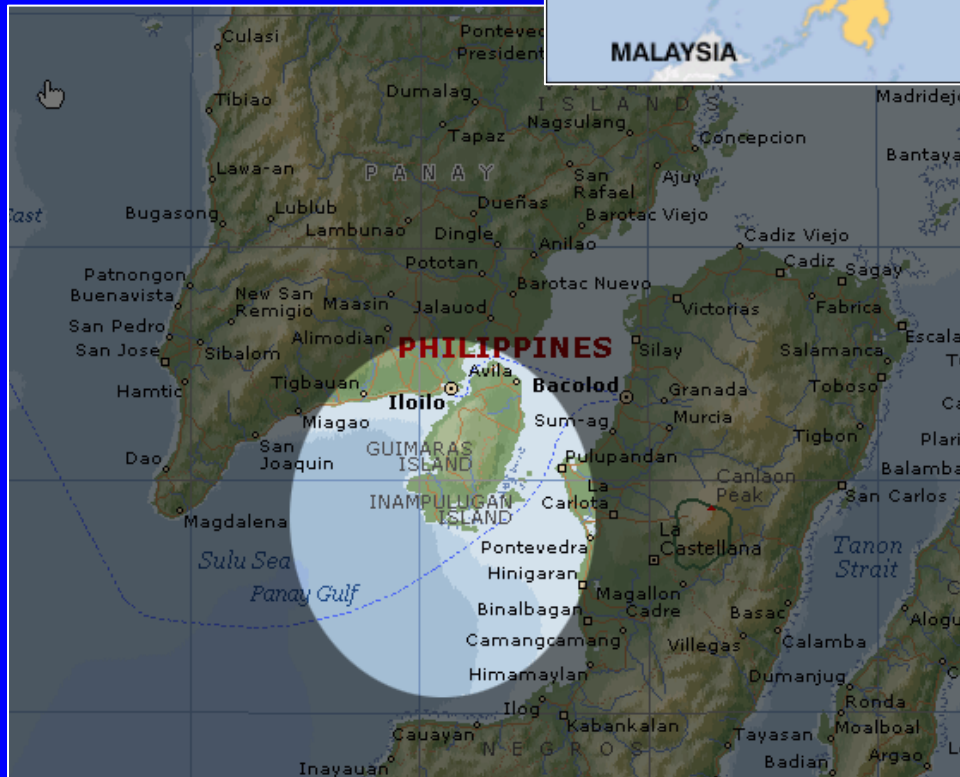 MALAYSIA
Culasi
President
Dumalag
ISLANDS
Tibiao
Nagsulang
Tapaz
Concepcion
PANAY
Lawa-an
San
Rafael
Ajuy
Dueñas
Lublub
Bugasong
Barotac Viejo
Lambunao
Dingle
Anilao
Cadiz Viejo
Pototan
Cadiz
Sagay
Patnongon
Buenavista
Barotac Nuevo
New San
Remigio
Maasin
Jalauod
Victorias
Fabrica
San Pedro
Alimodian
PHILIPPINES
San Jose
Sibalom
Silay
Salamanca
Avila
Hamtic
Tigbauan
Bacolod
Granada
Toboso
Iloilo
Miagao
Sum-ag
Murcia
Tigbon
GUIMARAS
ISLAND
San
Joaquin
Dao
Pulupandan
Canlaon
Peak
La
Carlota
San Carlos
INAMPULUGAN
ISLAND
Magdalena
La
Castellana
Pontevedra
Tanon
Strait
Sulu Sea
Hinigaran
Panay Gulf
Magallon
Cadre
Binalbagan
Basac
Camangcamang
Villegas
Calamba
Himamaylan
Dumanjug
Ilog
Ronda
Kabankalan
Moalboal
Cauayan
NEGROS
Tayasan
Argao
Inayauan
Badian